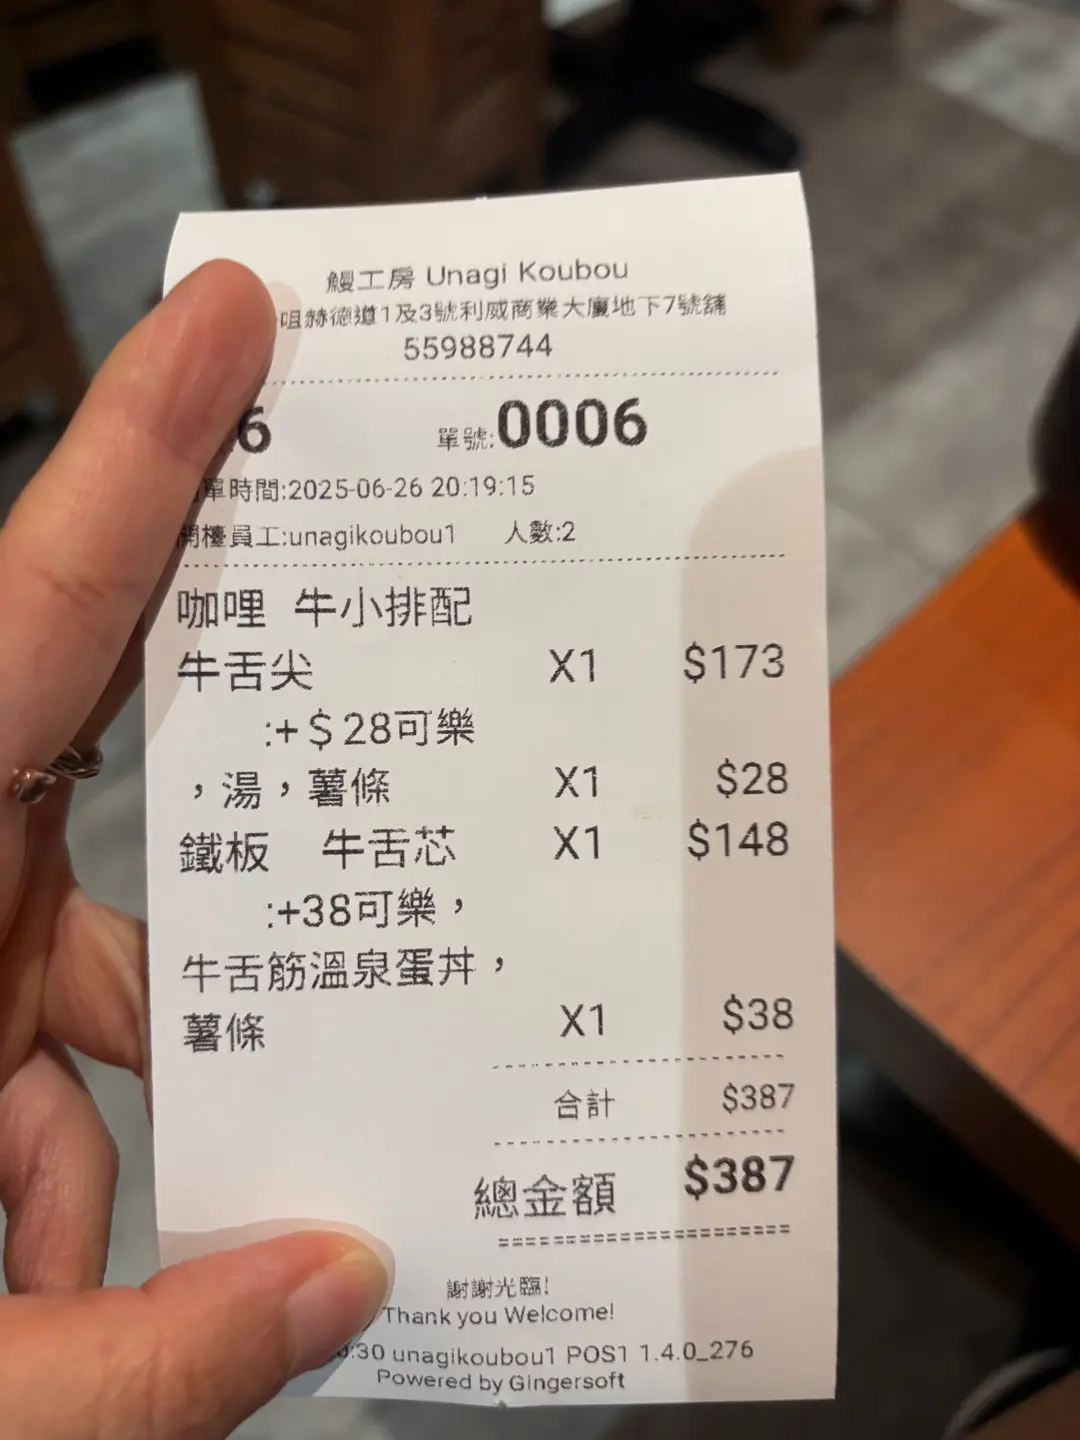 鰻工房 Unagi Koubou
咀赫德道1及3號利威商業大廈地下7號舖
55988744
6 單號:0006
單時間:2025-06-26 20:19:15
開檯員工:unagikoubou1 人數:2
咖哩 牛小排配
牛舌尖 X1 $173
:+$28可樂
,湯,薯條 X1 $28
鐵板 牛舌芯 X1 $148
:+38可樂,
牛舌筋溫泉蛋丼,
薯條 X1 $38
合計 $387
總金額 $387
謝謝光臨!
Thank you Welcome!
:30 unagikoubou1 POS1 1.4.0_276
Powered by Gingersoft